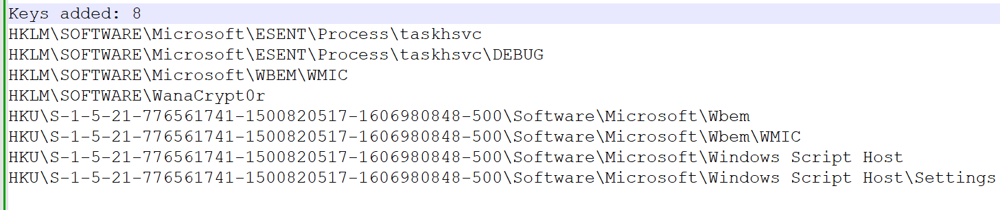 Keys added: 8
HKLM\SOFTWARE\Microsoft\ESENT\Process\taskhsvc
HKLM\SOFTWARE\Microsoft\ESENT\Process\taskhsvc\DEBUG
HKLM\SOFTWARE\Microsoft\WBEM\WMIC
HKLM\SOFTWARE\WanaCrypt0r
HKU\S-1-5-21-776561741-1500820517-1606980848-500\Software\Microsoft\Wbem
HKU\S-1-5-21-776561741-1500820517-1606980848-500\Software\Microsoft\Wbem\WMIC
HKU\S-1-5-21-776561741-1500820517-1606980848-500\Software\Microsoft\Windows Script Host
HKU\S-1-5-21-776561741-1500820517-1606980848-500\Software\Microsoft\Windows Script Host\Settings